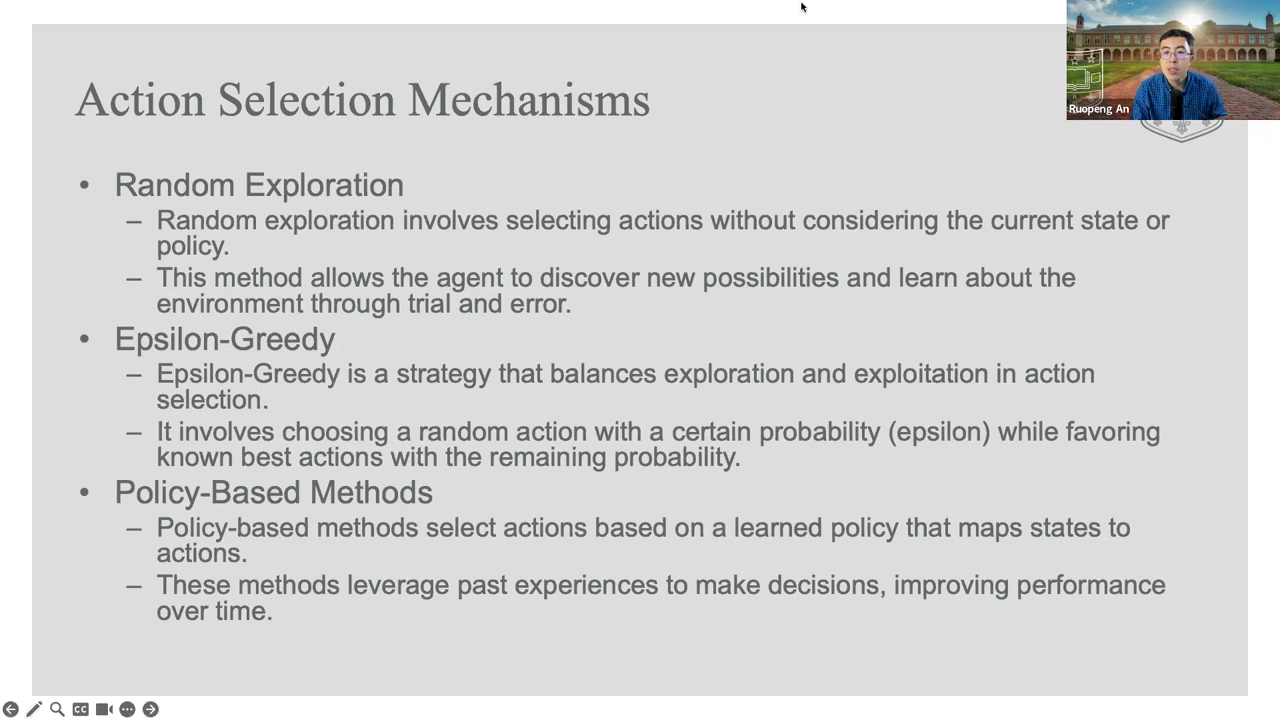 Action Selection Mechanisms
Ruopeng An
• Random Exploration
– Random exploration involves selecting actions without considering the current state or
policy.
– This method allows the agent to discover new possibilities and learn about the
environment through trial and error.
• Epsilon-Greedy
– Epsilon-Greedy is a strategy that balances exploration and exploitation in action
selection.
– It involves choosing a random action with a certain probability (epsilon) while favoring
known best actions with the remaining probability.
• Policy-Based Methods
– Policy-based methods select actions based on a learned policy that maps states to
actions.
– These methods leverage past experiences to make decisions, improving performance
over time.
CC